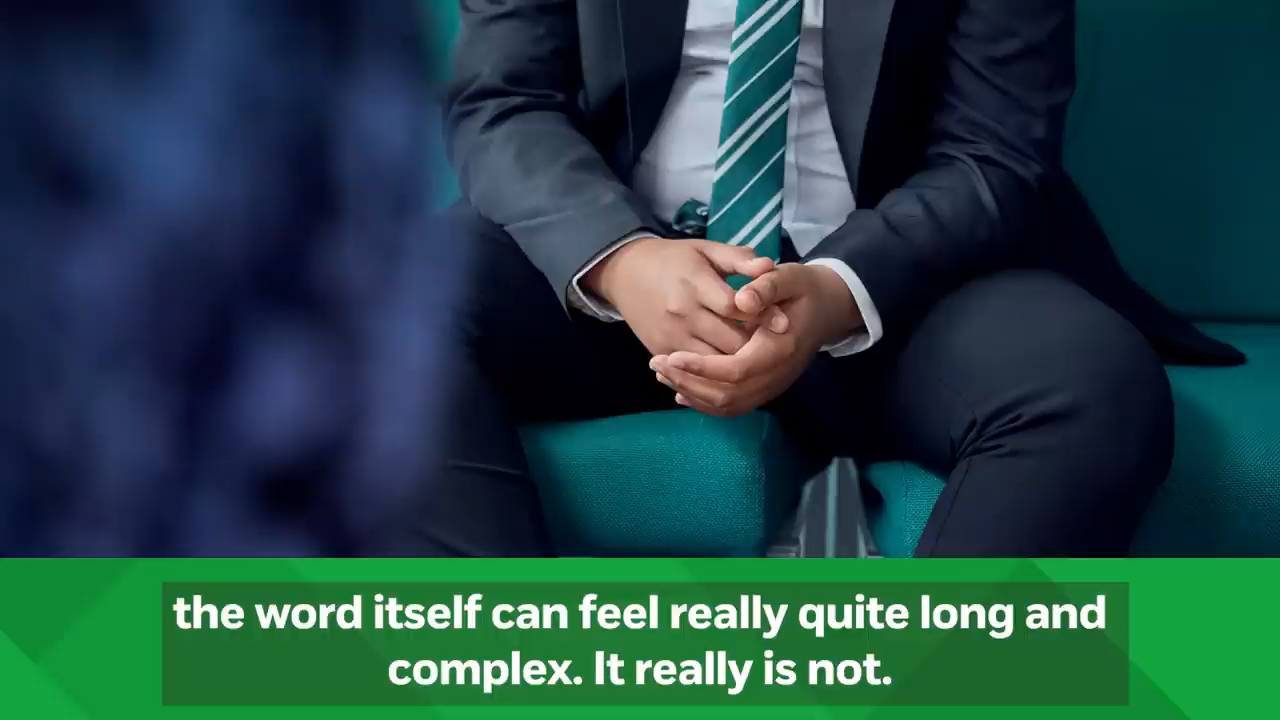 the word itself can feel really quite long and
complex. It really is not.